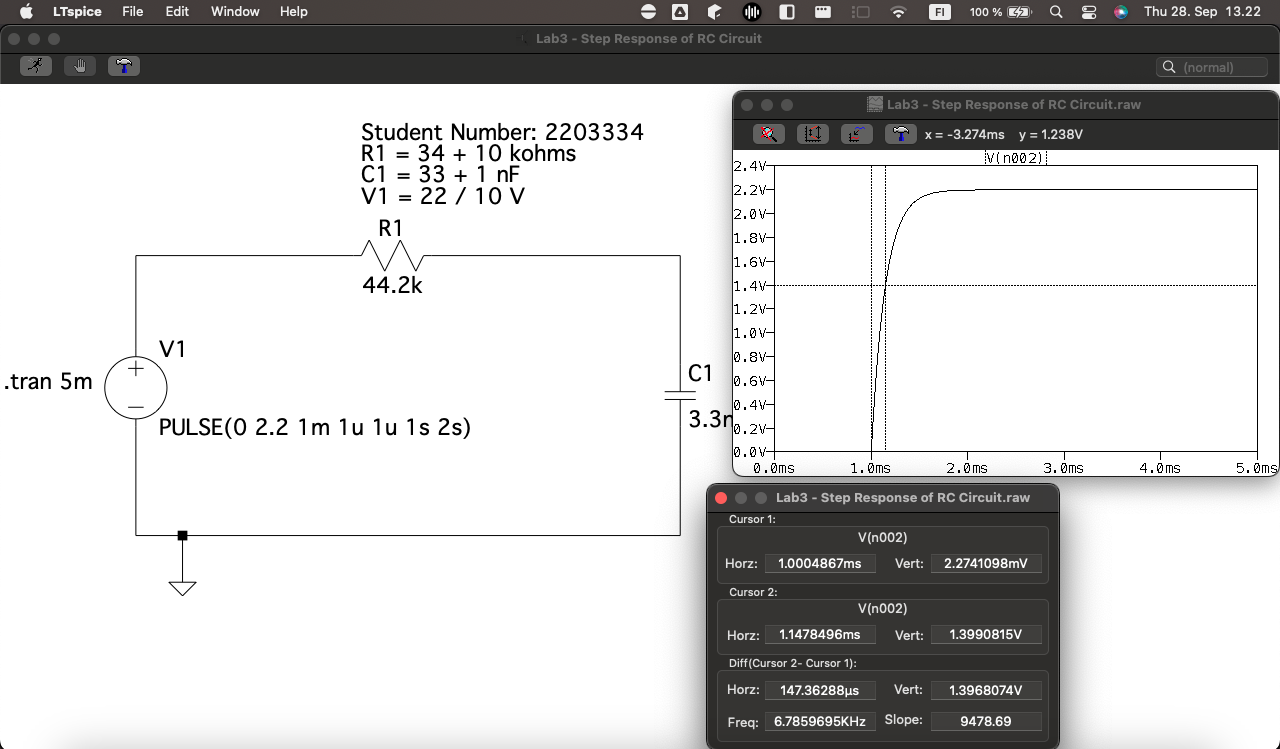 LTspice File Edit Window Help FI 100 % Thu 28. Sep 13.22
Lab3 - Step Response of RC Circuit
(normal)
Student Number: 2203334
R1 = 34 + 10 kohms
C1 = 33 + 1 nF
V1 = 22 / 10 V
R1
44.2k
V1
.tran 5m
PULSE(0 2.2 1m 1u 1u 1s 2s)
C1
3.3n
Lab3 - Step Response of RC Circuit.raw
x = -3.274ms y = 1.238V
V(n002)
2.4V
2.2V
2.0V
1.8V
1.6V
1.4V
1.2V
1.0V
0.8V
0.6V
0.4V
0.2V
0.0V
0.0ms 1.0ms 2.0ms 3.0ms 4.0ms 5.0ms
Lab3 - Step Response of RC Circuit.raw
Cursor 1:
V(n002)
Horz: 1.0004867ms Vert: 2.2741098mV
Cursor 2:
V(n002)
Horz: 1.1478496ms Vert: 1.3990815V
Diff(Cursor 2- Cursor 1):
Horz: 147.36288µs Vert: 1.3968074V
Freq: 6.7859695KHz Slope: 9478.69